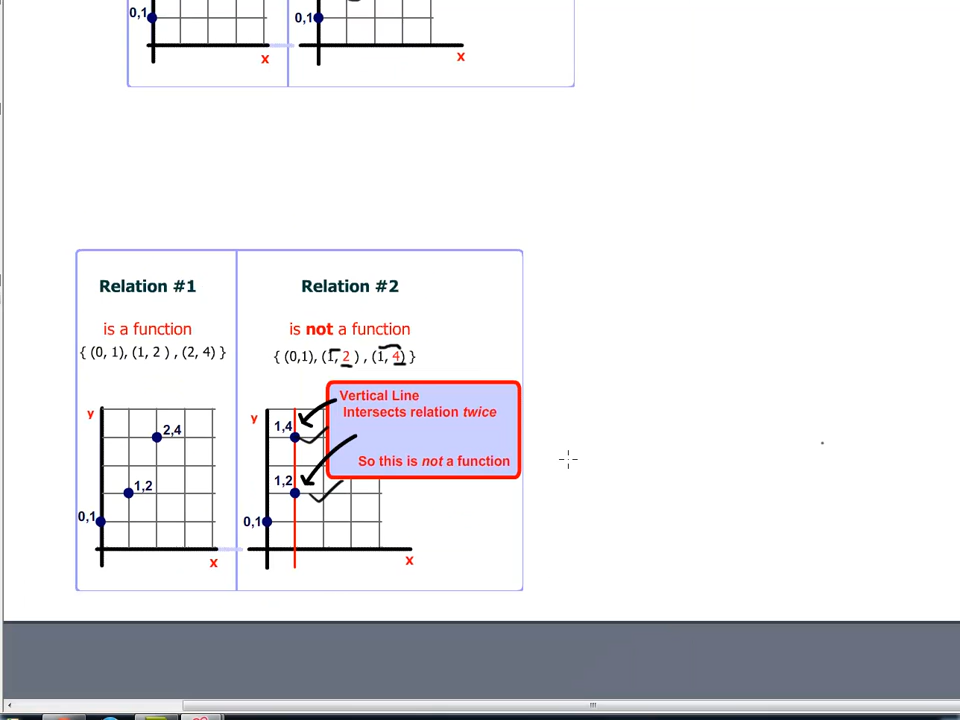 0,1
0,1
x
x
Relation #1
Relation #2
is a function
is not a function
{ (0, 1), (1, 2 ) , (2, 4) }
{ (0,1), (1, 2 ) , (1, 4) }
Vertical Line
Intersects relation twice
So this is not a function
y
2,4
1,2
0,1
x
y
1,4
1,2
0,1
x